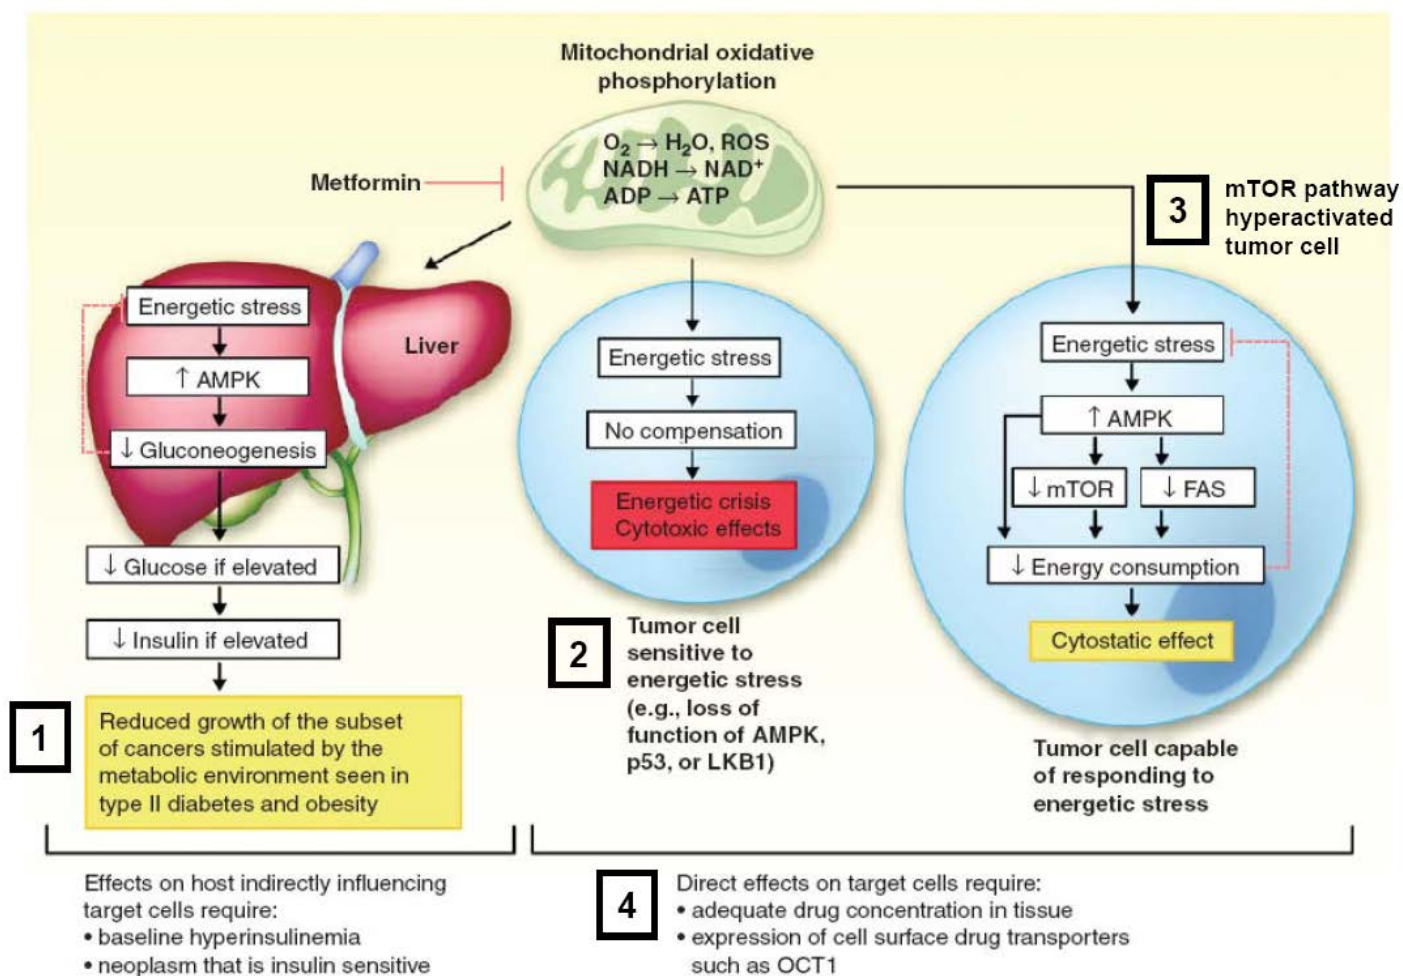 Mitochondrial oxidative
phosphorylation
O₂ → H₂O, ROS
NADH → NAD⁺
ADP → ATP
Metformin
Liver
Energetic stress
↑ AMPK
↓ Gluconeogenesis
↓ Glucose if elevated
↓ Insulin if elevated
1
Reduced growth of the subset
of cancers stimulated by the
metabolic environment seen in
type II diabetes and obesity
Energetic stress
No compensation
Energetic crisis
Cytotoxic effects
2
Tumor cell
sensitive to
energetic stress
(e.g., loss of
function of AMPK,
p53, or LKB1)
3
mTOR pathway
hyperactivated
tumor cell
Energetic stress
↑ AMPK
↓ mTOR
↓ FAS
↓ Energy consumption
Cytostatic effect
Tumor cell capable
of responding to
energetic stress
Effects on host indirectly influencing
target cells require:
• baseline hyperinsulinemia
• neoplasm that is insulin sensitive
4
Direct effects on target cells require:
• adequate drug concentration in tissue
• expression of cell surface drug transporters
such as OCT1